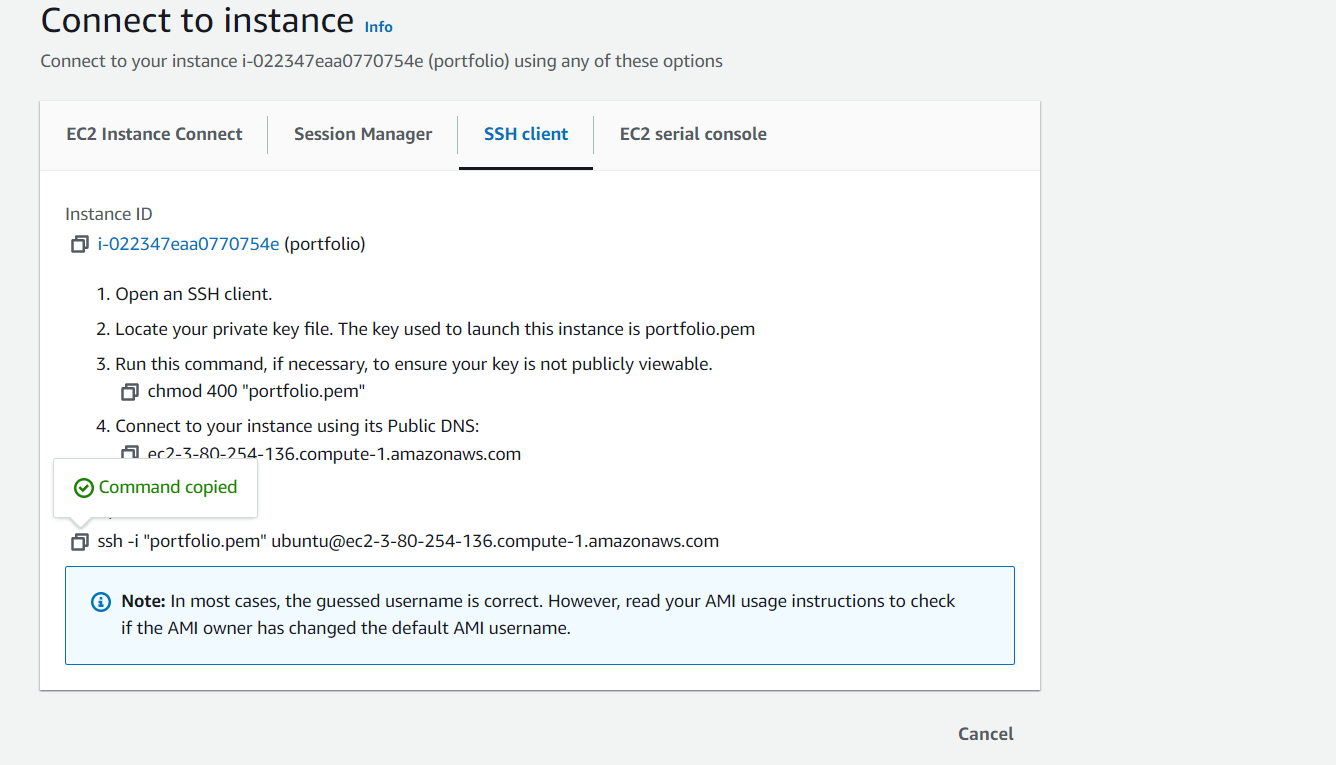 Connect to instance Info
Connect to your instance i-022347eaa0770754e (portfolio) using any of these options
EC2 Instance Connect
Session Manager
SSH client
EC2 serial console
Instance ID
i-022347eaa0770754e (portfolio)
1. Open an SSH client.
2. Locate your private key file. The key used to launch this instance is portfolio.pem
3. Run this command, if necessary, to ensure your key is not publicly viewable.
chmod 400 "portfolio.pem"
4. Connect to your instance using its Public DNS:
ec2-3-80-254-136.compute-1.amazonaws.com
Command copied
ssh -i "portfolio.pem" ubuntu@ec2-3-80-254-136.compute-1.amazonaws.com
Note: In most cases, the guessed username is correct. However, read your AMI usage instructions to check
if the AMI owner has changed the default AMI username.
Cancel